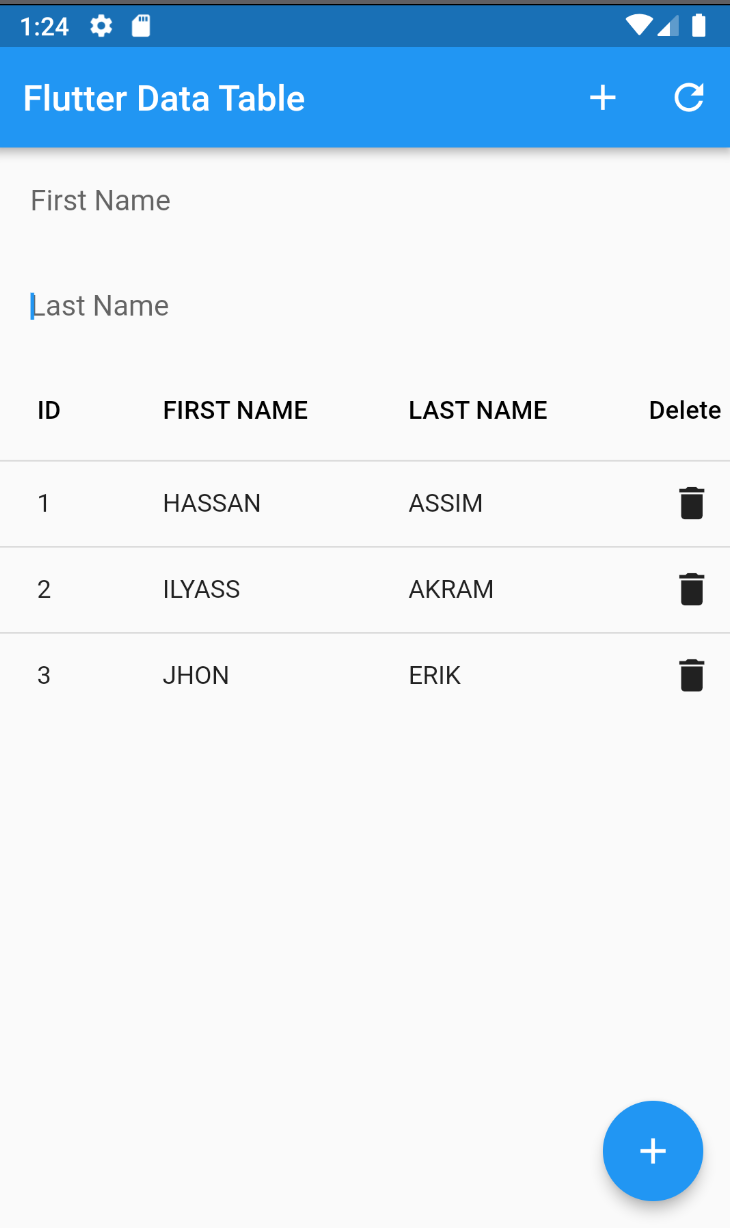 1:24
Flutter Data Table
First Name
Last Name
ID FIRST NAME LAST NAME Delete
1 HASSAN ASSIM
2 ILYASS AKRAM
3 JHON ERIK